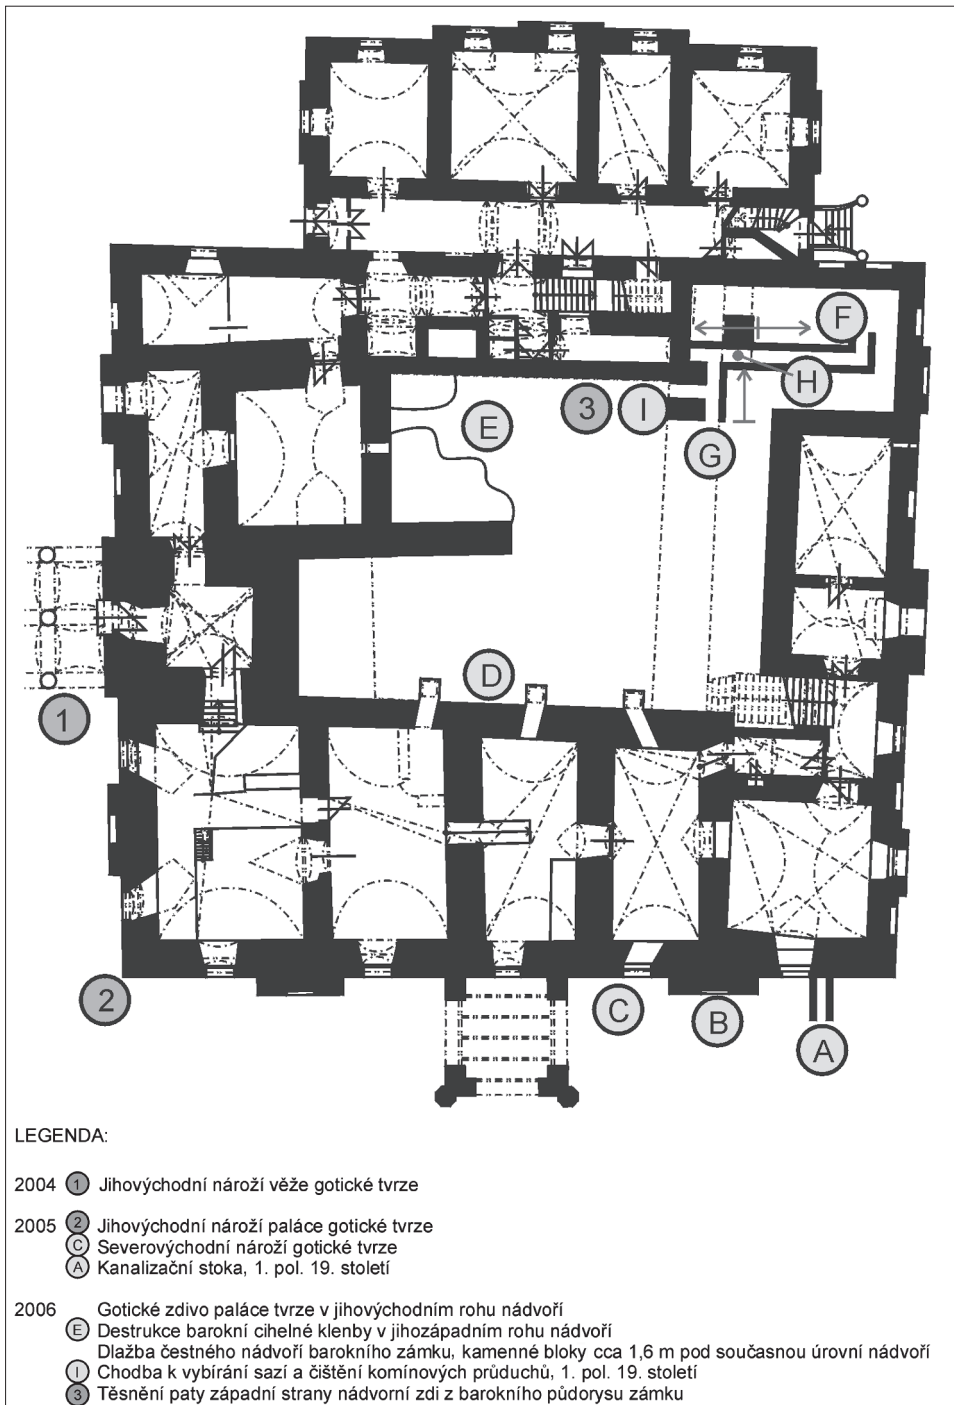 F
H
3 I
E
G
D
1
2
C
B
A
LEGENDA:
2004 1 Jihovýchodní nároží věže gotické tvrze
2005 2 Jihovýchodní nároží paláce gotické tvrze
C Severovýchodní nároží gotické tvrze
A Kanalizační stoka, 1. pol. 19. století
2006 Gotické zdivo paláce tvrze v jihovýchodním rohu nádvoří
E Destrukce barokní cihelné klenby v jihozápadním rohu nádvoří
Dlažba čestného nádvoří barokního zámku, kamenné bloky cca 1,6 m pod současnou úrovní nádvoří
I Chodba k vybírání sazí a čištění komínových průduchů, 1. pol. 19. století
3 Těsnění paty západní strany nádvorní zdi z barokního půdorysu zámku